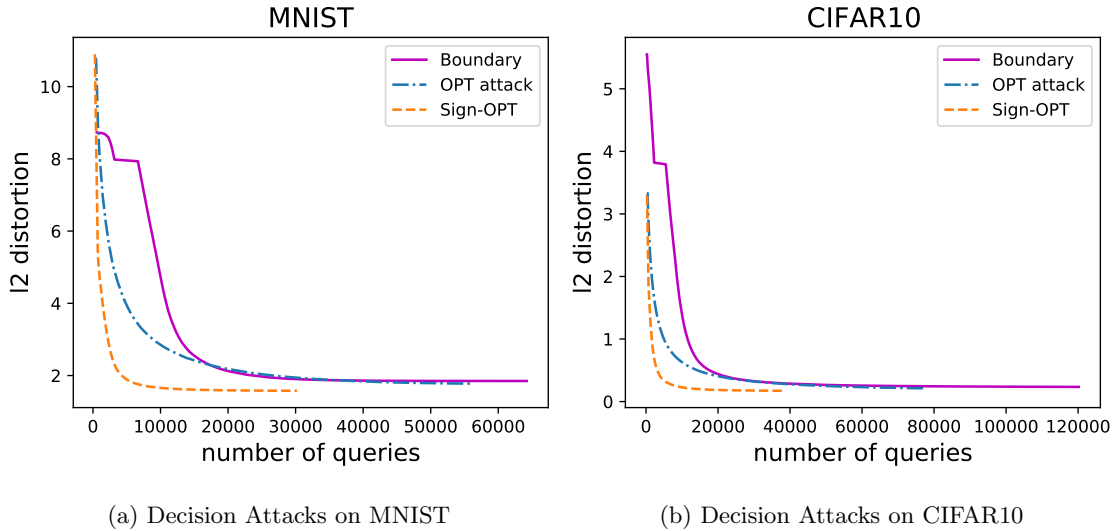 MNIST
10
8
6
4
2
0 10000 20000 30000 40000 50000 60000
l2 distortion
number of queries
Boundary
OPT attack
Sign-OPT
(a) Decision Attacks on MNIST
CIFAR10
5
4
3
2
1
0
0 20000 40000 60000 80000 100000 120000
l2 distortion
number of queries
Boundary
OPT attack
Sign-OPT
(b) Decision Attacks on CIFAR10